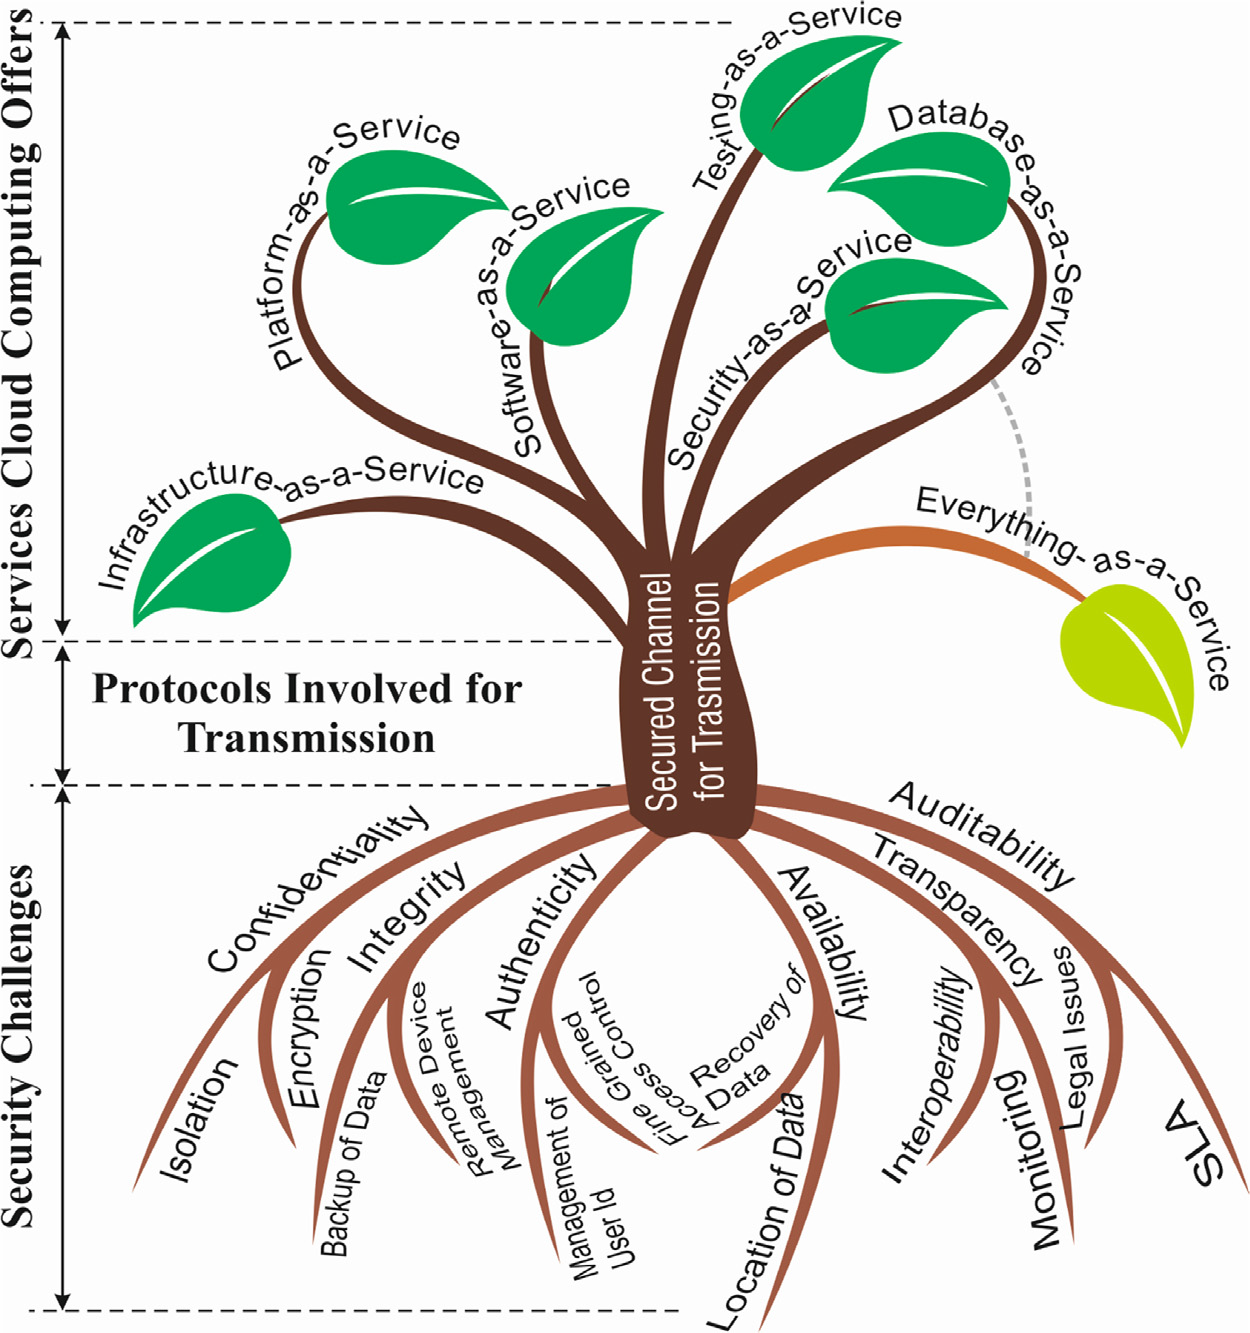 Services Cloud Computing Offers
Testing-as-a-Service
Database-as-a-Service
Platform-as-a-Service
Software-as-a-Service
Security-as-a-Service
Infrastructure-as-a-Service
Everything-as-a-Service
Protocols Involved for
Transmission
Secured Channel
for Trasmission
Security Challenges
Confidentiality
Isolation
Encryption
Integrity
Backup of Data
Remote Device
Management
Authenticity
Management of
User Id
Fine Grained
Access Control
Availability
Recovery of
Data
Location of Data
Transparency
Interoperability
Monitoring
Auditability
Legal Issues
SLA